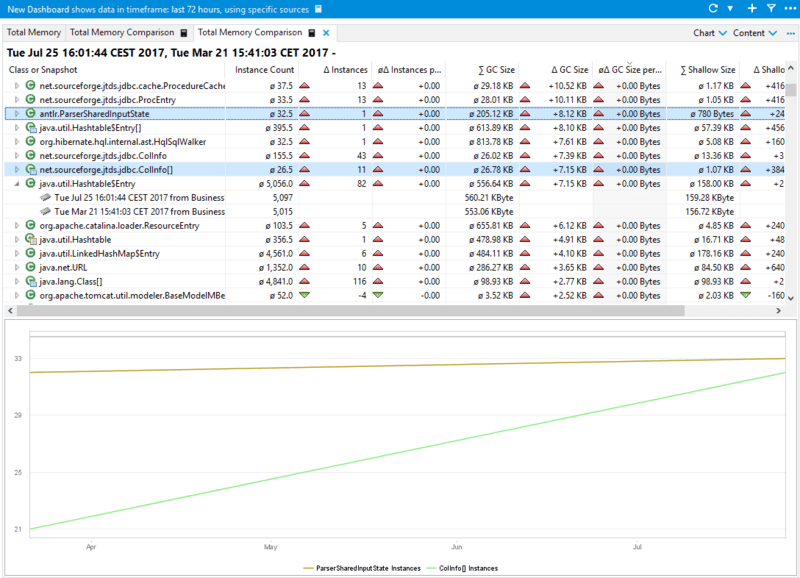 New Dashboard shows data in timeframe: last 72 hours, using specific sources
Total Memory Total Memory Comparison Total Memory Comparison Chart Content
Tue Jul 25 16:01:44 CEST 2017, Tue Mar 21 15:41:03 CET 2017 -
Class or Snapshot Instance Count Δ Instances øΔ Instances p... ∑ GC Size Δ GC Size øΔ GC Size per... ∑ Shallow Size Δ Shallo
net.sourceforge.jtds.jdbc.cache.ProcedureCache ø 37.5 13 +0.00 ø 29.18 KB +10.52 KB +0.00 Bytes ø 1.17 KB +416
net.sourceforge.jtds.jdbc.ProcEntry ø 33.5 13 +0.00 ø 28.01 KB +10.11 KB +0.00 Bytes ø 1.05 KB +416
antlr.ParserSharedInputState ø 32.5 1 +0.00 ø 205.12 KB +8.12 KB +0.00 Bytes ø 780 Bytes +24
java.util.Hashtable$Entry[] ø 395.5 1 +0.00 ø 613.89 KB +8.10 KB +0.00 Bytes ø 57.39 KB +456
org.hibernate.hql.internal.ast.HqlSqlWalker ø 32.5 1 +0.00 ø 813.78 KB +7.61 KB +0.00 Bytes ø 5.08 KB +160
net.sourceforge.jtds.jdbc.ColInfo ø 155.5 43 +0.00 ø 26.02 KB +7.39 KB +0.00 Bytes ø 13.36 KB +3
net.sourceforge.jtds.jdbc.ColInfo[] ø 26.5 11 +0.00 ø 26.78 KB +7.15 KB +0.00 Bytes ø 1.07 KB +384
java.util.Hashtable$Entry ø 5,056.0 82 +0.00 ø 556.64 KB +7.15 KB +0.00 Bytes ø 158.00 KB +2
Tue Jul 25 16:01:44 CEST 2017 from Business 5,097 560.21 KByte 159.28 KByte
Tue Mar 21 15:41:03 CET 2017 from Business 5,015 553.06 KByte 156.72 KByte
org.apache.catalina.loader.ResourceEntry ø 103.5 5 +0.00 ø 655.81 KB +6.12 KB +0.00 Bytes ø 4.85 KB +240
java.util.Hashtable ø 356.5 1 +0.00 ø 478.98 KB +4.91 KB +0.00 Bytes ø 16.71 KB +48
java.util.LinkedHashMap$Entry ø 4,561.0 6 +0.00 ø 484.11 KB +4.10 KB +0.00 Bytes ø 178.16 KB +240
java.net.URL ø 1,352.0 10 +0.00 ø 286.27 KB +3.65 KB +0.00 Bytes ø 84.50 KB +640
java.lang.Class[] ø 4,841.0 116 +0.00 ø 98.93 KB +2.77 KB +0.00 Bytes ø 98.93 KB +2
org.apache.tomcat.util.modeler.BaseModelMBe ø 52.0 -4 -0.00 ø 3.52 KB +2.52 KB +0.00 Bytes ø 2.03 KB -160
33
29
25
21
Apr May Jun Jul
ParserSharedInputState Instances ColInfo[] Instances